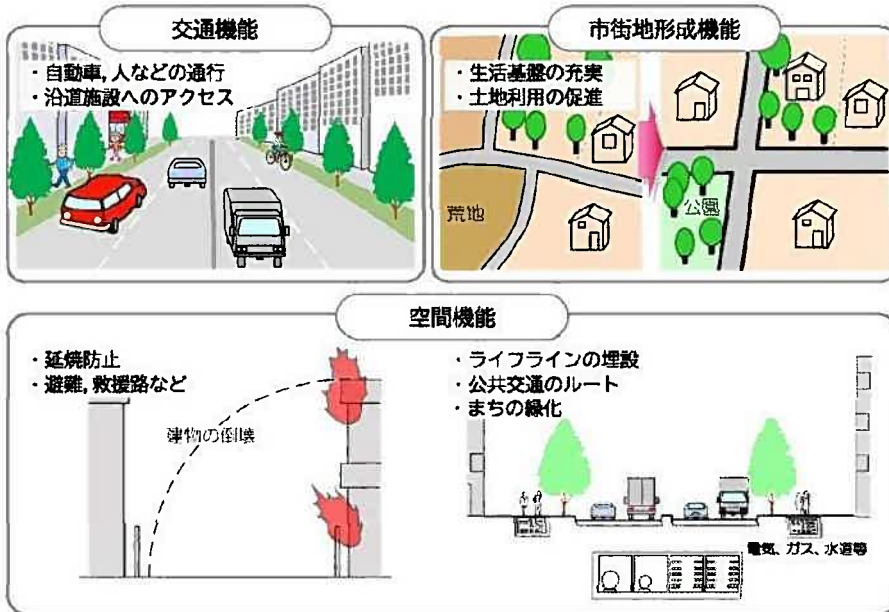 交通機能
・自動車,人などの通行
・沿道施設へのアクセス
市街地形成機能
・生活基盤の充実
・土地利用の促進
荒地
公園
空間機能
・延焼防止
・避難,救援路など
建物の倒壊
・ライフラインの埋設
・公共交通のルート
・まちの緑化
電気、ガス、水道等